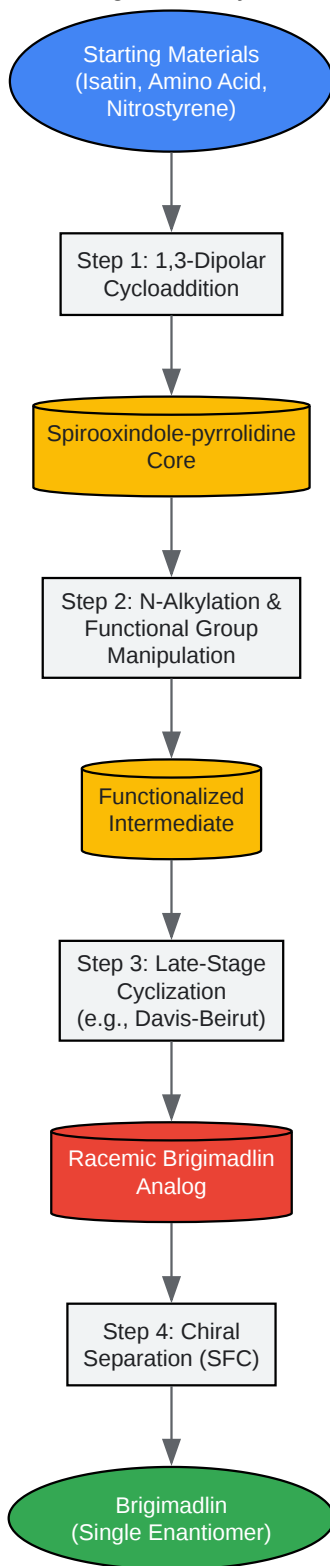 Starting Materials
(Isatin, Amino Acid,
Nitrostyrene)
Step 1: 1,3-Dipolar
Cycloaddition
Spirooxindole-pyrrolidine
Core
Step 2: N-Alkylation &
Functional Group
Manipulation
Functionalized
Intermediate
Step 3: Late-Stage
Cyclization
(e.g., Davis-Beirut)
Racemic Brigimadlin
Analog
Step 4: Chiral
Separation (SFC)
Brigimadlin
(Single Enantiomer)